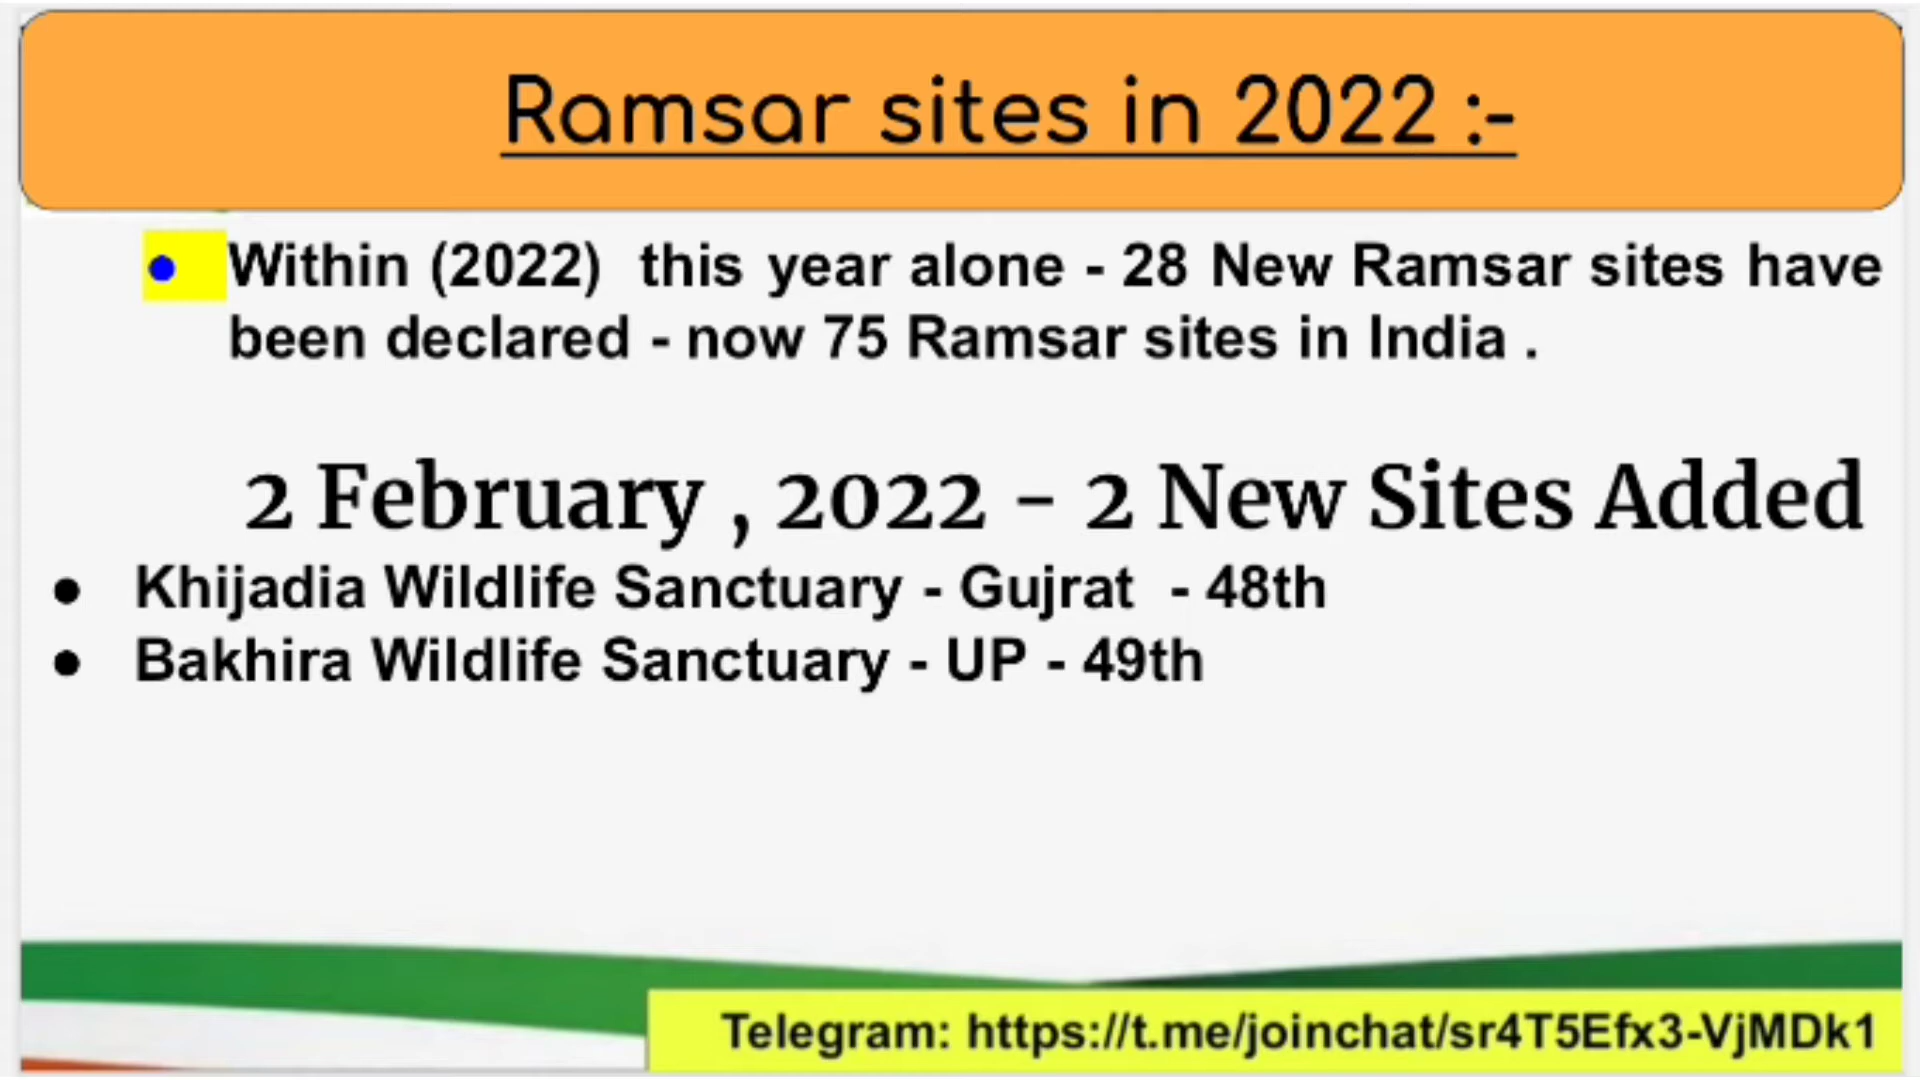 Ramsar sites in 2022 :-
● Within (2022) this year alone - 28 New Ramsar sites have
been declared - now 75 Ramsar sites in India .
2 February , 2022 - 2 New Sites Added
● Khijadia Wildlife Sanctuary - Gujrat - 48th
● Bakhira Wildlife Sanctuary - UP - 49th
Telegram: https://t.me/joinchat/sr4T5Efx3-VjMDk1